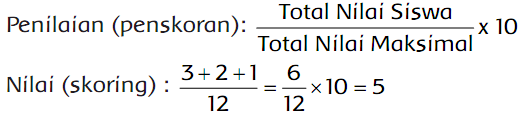 Penilaian (penskoran): Total Nilai Siswa / Total Nilai Maksimal x 10
Nilai (skoring) : 3+2+1 / 12 = 6 / 12 ×10 = 5